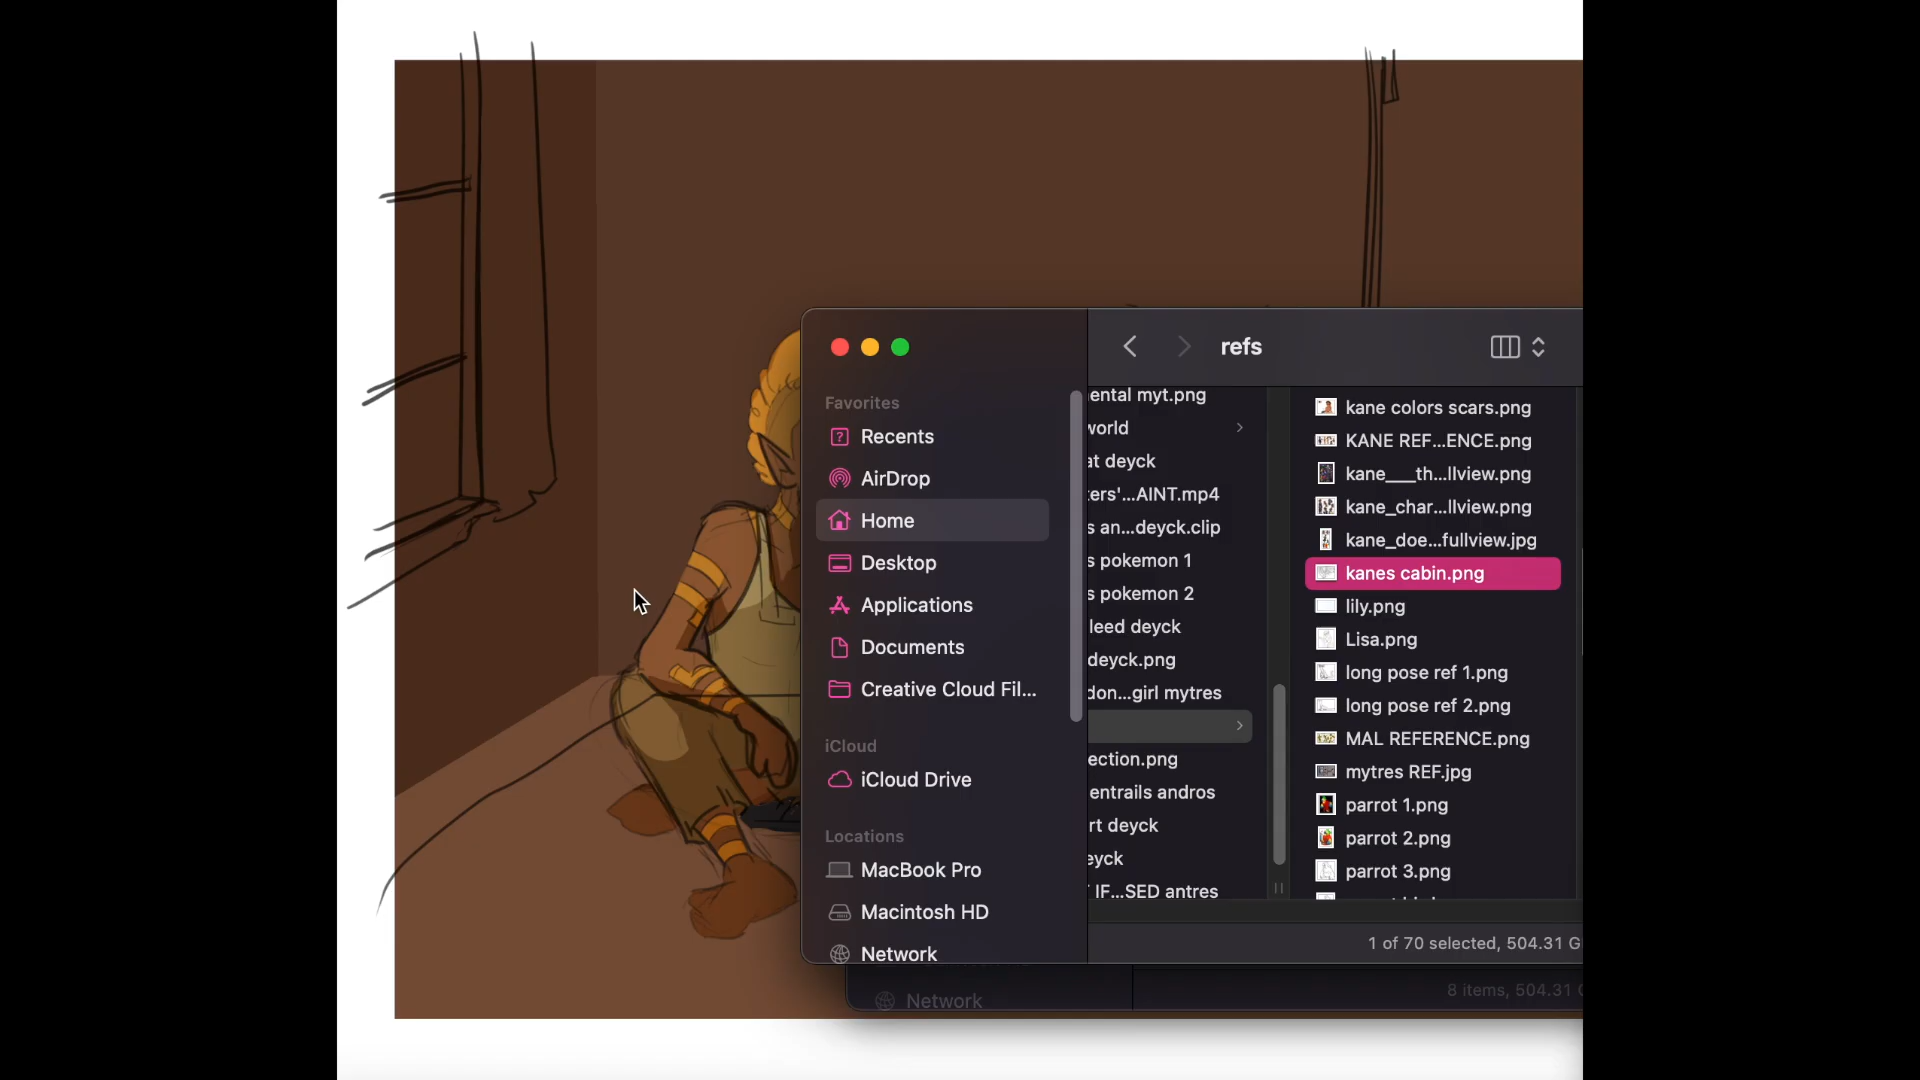 refs
Favorites
Recents
AirDrop
Home
Desktop
Applications
Documents
Creative Cloud Fil...
iCloud
iCloud Drive
Locations
MacBook Pro
Macintosh HD
Network
ental myt.png
world
at deyck
ers'...AINT.mp4
s an...deyck.clip
s pokemon 1
s pokemon 2
leed deyck
deyck.png
don...girl mytres
ection.png
entrails andros
rt deyck
eyck
IF...SED antres
kane colors scars.png
KANE REF...ENCE.png
kane___th...llview.png
kane_char...llview.png
kane_doe...fullview.jpg
kanes cabin.png
lily.png
Lisa.png
long pose ref 1.png
long pose ref 2.png
MAL REFERENCE.png
mytres REF.jpg
parrot 1.png
parrot 2.png
parrot 3.png
1 of 70 selected, 504.31 G
Network
8 items, 504.31